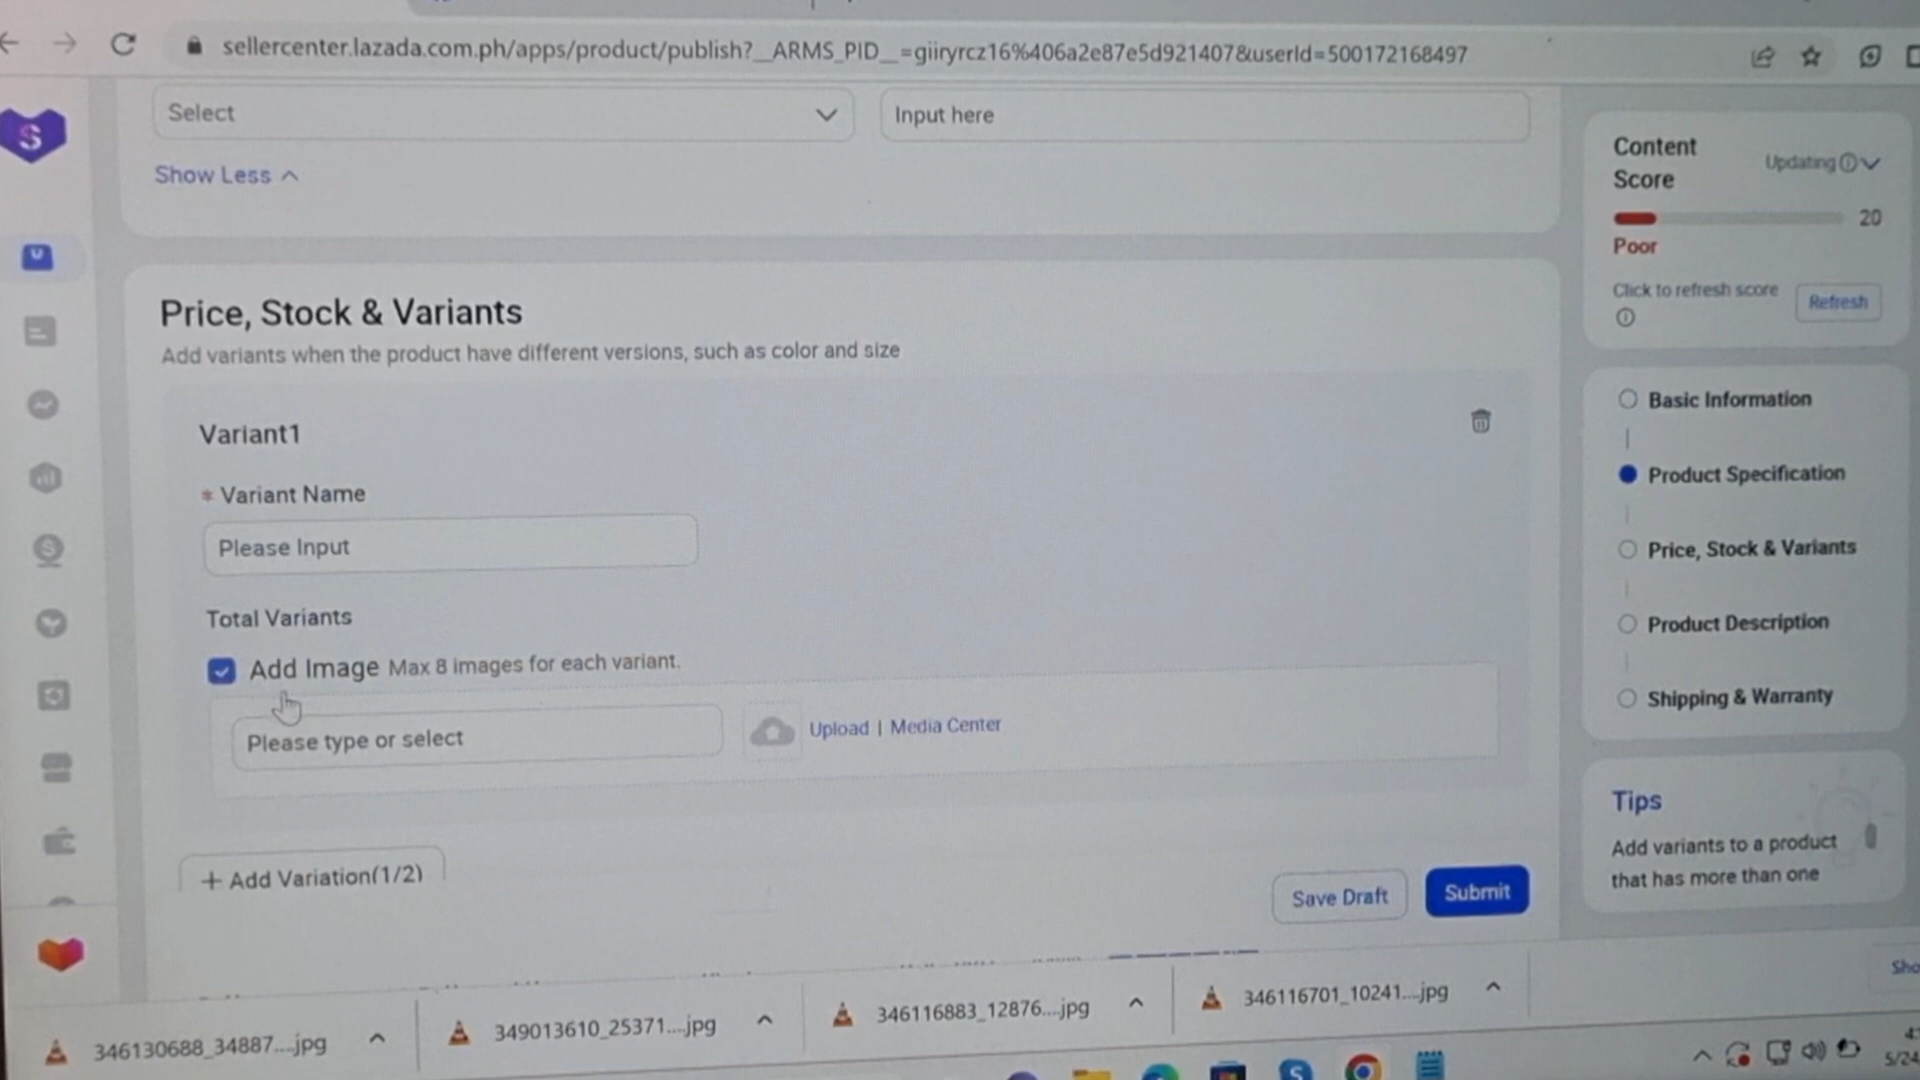 sellercenter.lazada.com.ph/apps/product/publish?__ARMS_PID__=giiryrcz16%406a2e87e5d921407&userId=500172168497
Select
Input here
Show Less
Price, Stock & Variants
Add variants when the product have different versions, such as color and size
Variant1
* Variant Name
Please Input
Total Variants
Add Image Max 8 images for each variant.
Please type or select
Upload | Media Center
+ Add Variation(1/2)
Save Draft
Submit
Content Score
Updating
20
Poor
Click to refresh score
Refresh
Basic Information
Product Specification
Price, Stock & Variants
Product Description
Shipping & Warranty
Tips
Add variants to a product
that has more than one
346130688_34887....jpg
349013610_25371....jpg
346116883_12876....jpg
346116701_10241....jpg